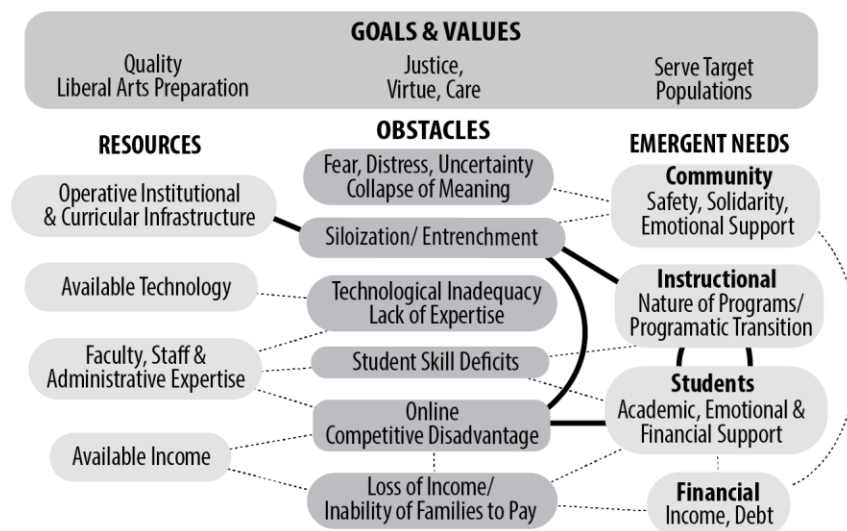 GOALS & VALUES
Quality
Liberal Arts Preparation
Justice,
Virtue, Care
Serve Target
Populations
RESOURCES
Operative Institutional
& Curricular Infrastructure
Available Technology
Faculty, Staff &
Administrative Expertise
Available Income
OBSTACLES
Fear, Distress, Uncertainty
Collapse of Meaning
Siloization/ Entrenchment
Technological Inadequacy
Lack of Expertise
Student Skill Deficits
Online
Competitive Disadvantage
Loss of Income/
Inability of Families to Pay
EMERGENT NEEDS
Community
Safety, Solidarity,
Emotional Support
Instructional
Nature of Programs/
Programatic Transition
Students
Academic, Emotional &
Financial Support
Financial
Income, Debt